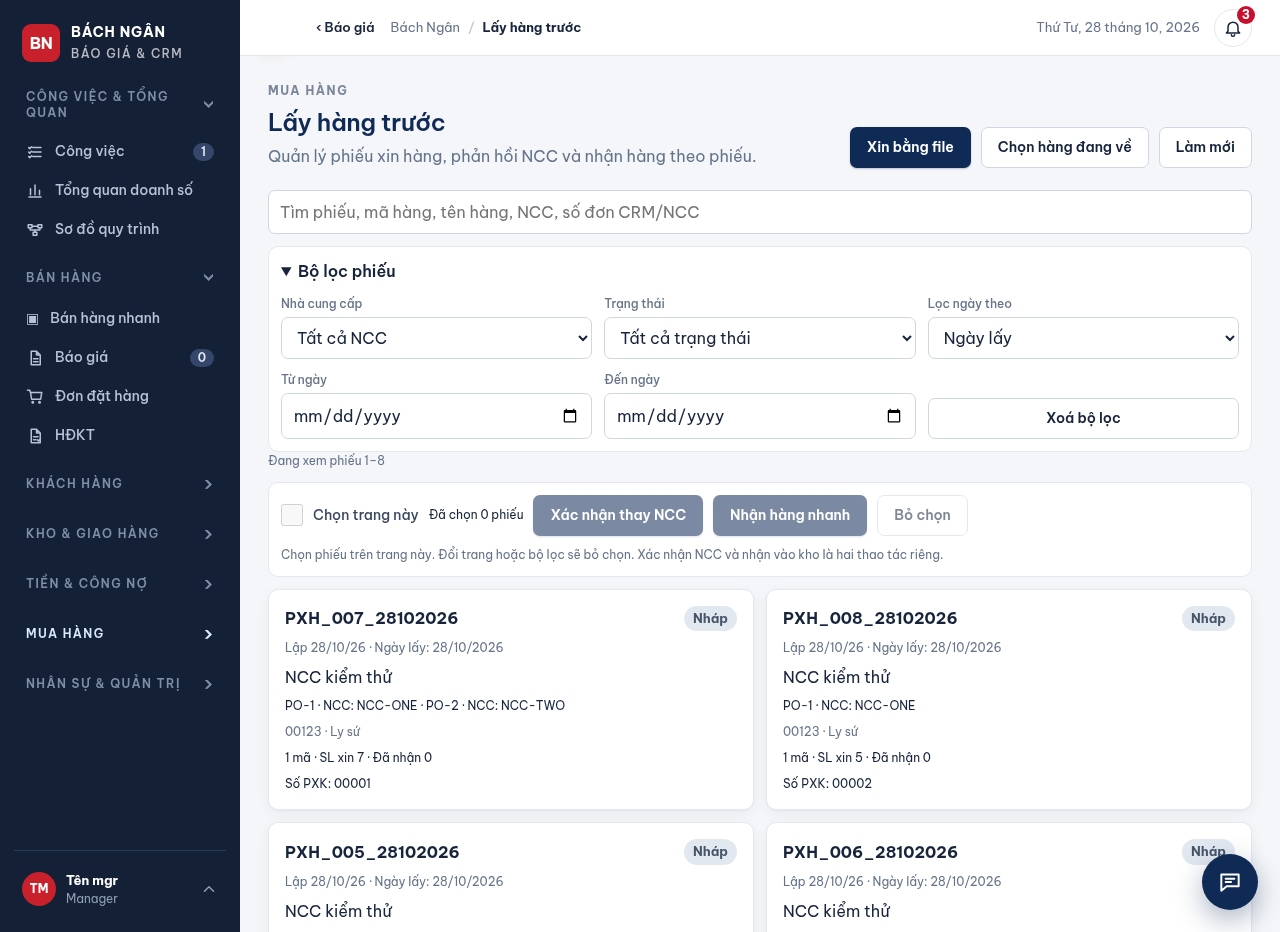 BN
BÁCH NGÂN
BÁO GIÁ & CRM
CÔNG VIỆC & TỔNG
QUAN
Công việc
1
Tổng quan doanh số
Sơ đồ quy trình
BÁN HÀNG
Bán hàng nhanh
Báo giá
0
Đơn đặt hàng
HĐKT
KHÁCH HÀNG
KHO & GIAO HÀNG
TIỀN & CÔNG NỢ
MUA HÀNG
NHÂN SỰ & QUẢN TRỊ
TM
Tên mgr
Manager
‹ Báo giá
Bách Ngân / Lấy hàng trước
Thứ Tư, 28 tháng 10, 2026
3
MUA HÀNG
Lấy hàng trước
Quản lý phiếu xin hàng, phản hồi NCC và nhận hàng theo phiếu.
Xin bằng file
Chọn hàng đang về
Làm mới
Tìm phiếu, mã hàng, tên hàng, NCC, số đơn CRM/NCC
▼ Bộ lọc phiếu
Nhà cung cấp
Trạng thái
Lọc ngày theo
Tất cả NCC
Tất cả trạng thái
Ngày lấy
Từ ngày
Đến ngày
mm/dd/yyyy
mm/dd/yyyy
Xoá bộ lọc
Đang xem phiếu 1–8
Chọn trang này
Đã chọn 0 phiếu
Xác nhận thay NCC
Nhận hàng nhanh
Bỏ chọn
Chọn phiếu trên trang này. Đổi trang hoặc bộ lọc sẽ bỏ chọn. Xác nhận NCC và nhận vào kho là hai thao tác riêng.
PXH_007_28102026
Nháp
Lập 28/10/26 · Ngày lấy: 28/10/2026
NCC kiểm thử
PO-1 · NCC: NCC-ONE · PO-2 · NCC: NCC-TWO
00123 · Ly sứ
1 mã · SL xin 7 · Đã nhận 0
Số PXK: 00001
PXH_008_28102026
Nháp
Lập 28/10/26 · Ngày lấy: 28/10/2026
NCC kiểm thử
PO-1 · NCC: NCC-ONE
00123 · Ly sứ
1 mã · SL xin 5 · Đã nhận 0
Số PXK: 00002
PXH_005_28102026
Nháp
Lập 28/10/26 · Ngày lấy: 28/10/2026
NCC kiểm thử
PXH_006_28102026
Nháp
Lập 28/10/26 · Ngày lấy: 28/10/2026
NCC kiểm thử